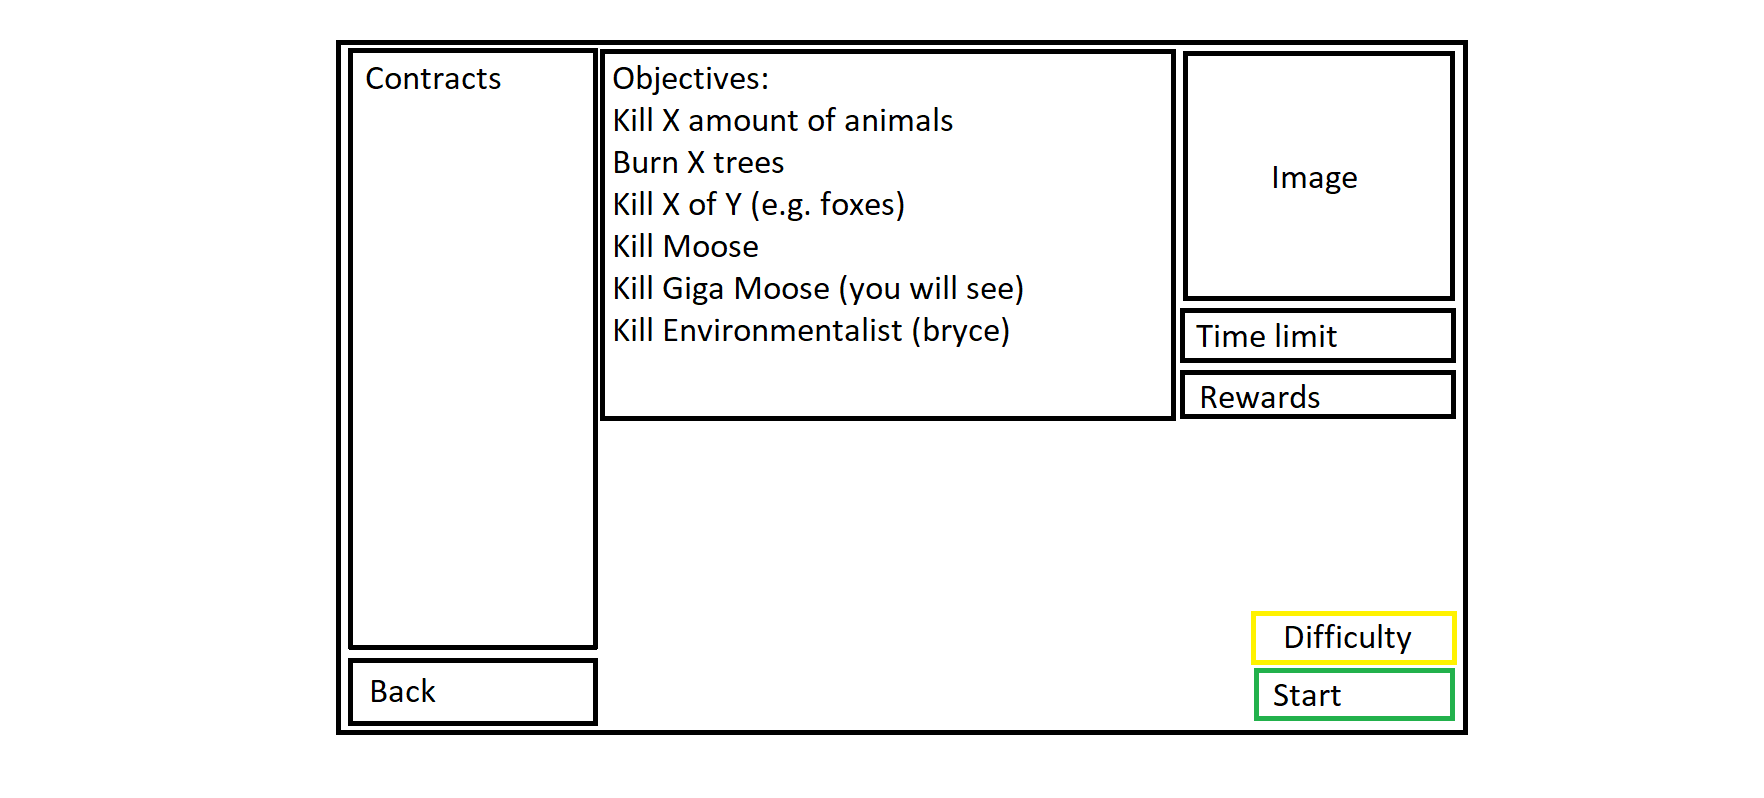 Contracts
Objectives:
Kill X amount of animals
Burn X trees
Kill X of Y (e.g. foxes)
Kill Moose
Kill Giga Moose (you will see)
Kill Environmentalist (bryce)
Image
Time limit
Rewards
Difficulty
Back
Start